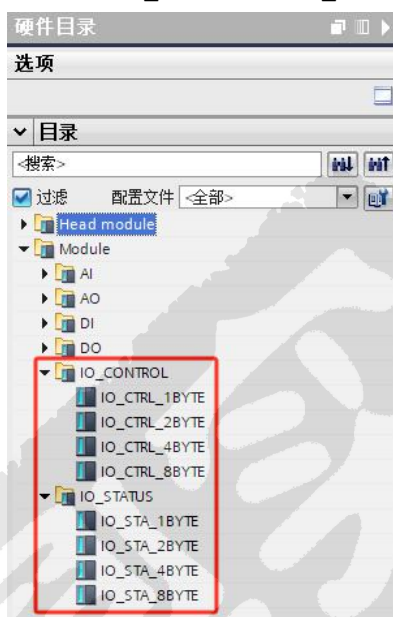 硬件目录
选项
目录
<搜索>
过滤 配置文件 <全部>
Head module
Module
AI
AO
DI
DO
IO_CONTROL
IO_CTRL_1BYTE
IO_CTRL_2BYTE
IO_CTRL_4BYTE
IO_CTRL_8BYTE
IO_STATUS
IO_STA_1BYTE
IO_STA_2BYTE
IO_STA_4BYTE
IO_STA_8BYTE